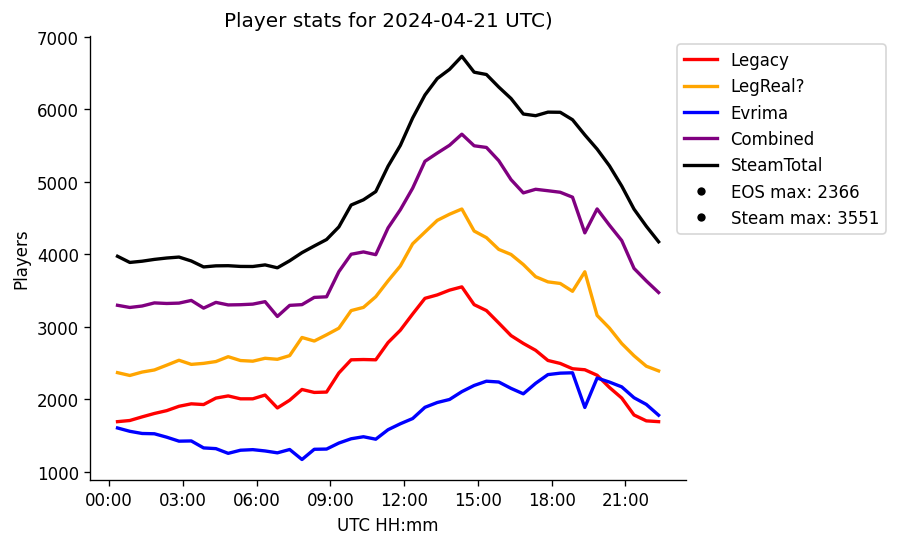 Player stats for 2024-04-21 UTC)
7000
6000
5000
4000
3000
2000
1000
Players
00:00 03:00 06:00 09:00 12:00 15:00 18:00 21:00
UTC HH:mm
Legacy
LegReal?
Evrima
Combined
SteamTotal
EOS max: 2366
Steam max: 3551